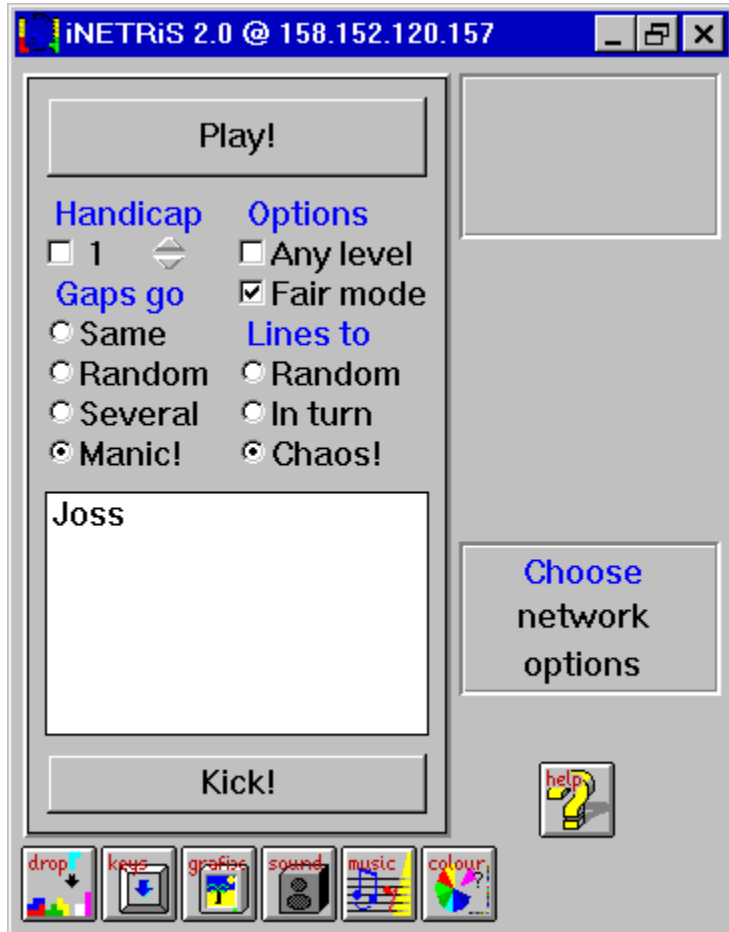 iNETRiS 2.0 @ 158.152.120.157
Play!
Handicap Options
1 Any level
Gaps go Fair mode
Same Lines to
Random Random
Several In turn
Manic! Chaos!
Joss
Choose
network
options
Kick!
help
drop keys grafisc sound music colour